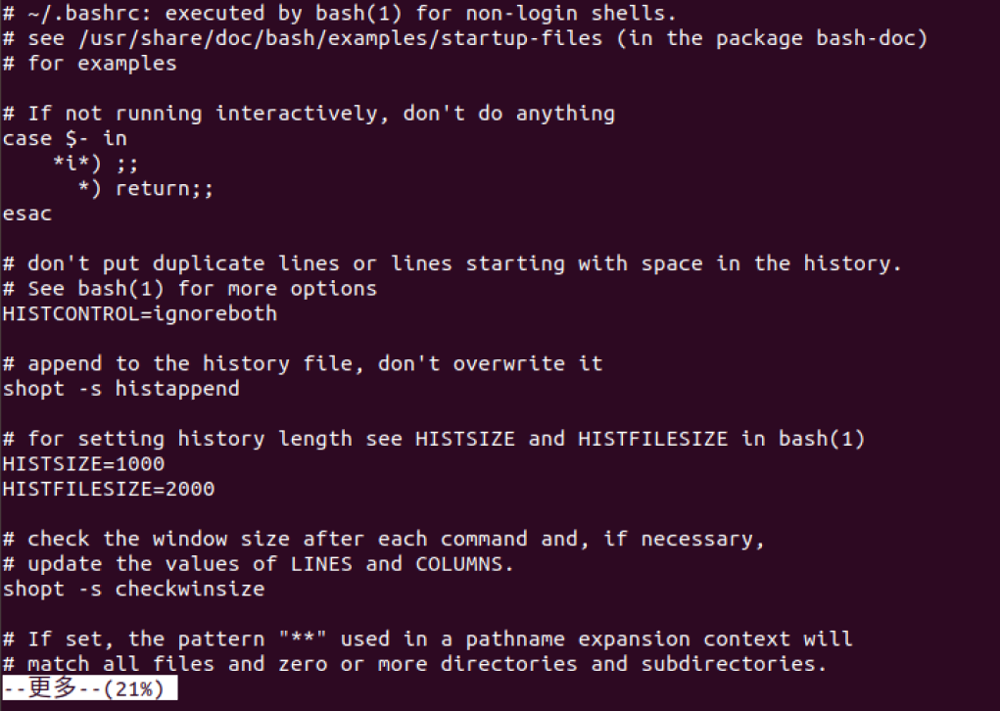 # ~/.bashrc: executed by bash(1) for non-login shells.
# see /usr/share/doc/bash/examples/startup-files (in the package bash-doc)
# for examples

# If not running interactively, don't do anything
case $- in
    *i*) ;;
      *) return;;
esac

# don't put duplicate lines or lines starting with space in the history.
# See bash(1) for more options
HISTCONTROL=ignoreboth

# append to the history file, don't overwrite it
shopt -s histappend

# for setting history length see HISTSIZE and HISTFILESIZE in bash(1)
HISTSIZE=1000
HISTFILESIZE=2000

# check the window size after each command and, if necessary,
# update the values of LINES and COLUMNS.
shopt -s checkwinsize

# If set, the pattern "**" used in a pathname expansion context will
# match all files and zero or more directories and subdirectories.
--更多--(21%)